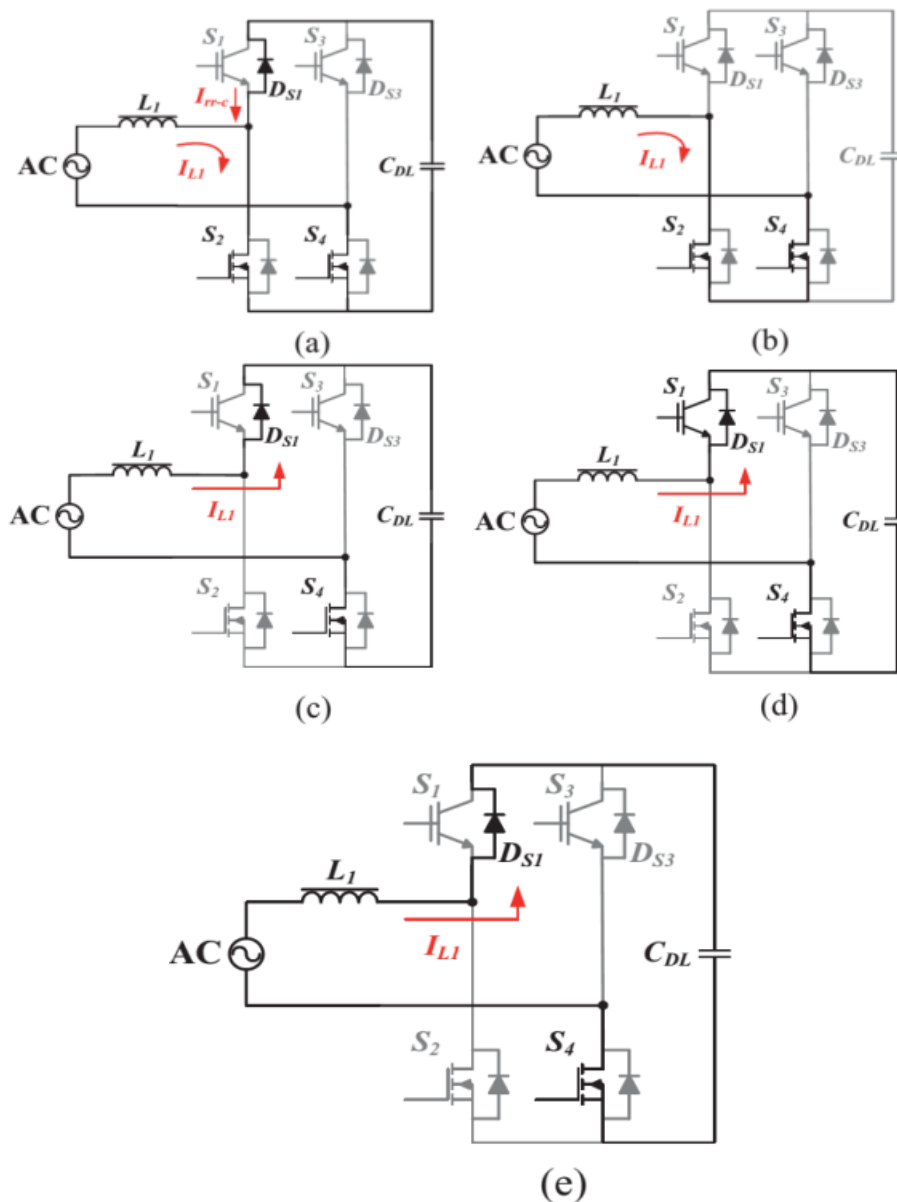 S1 S3
DS1 DS3
Irr-c
L1
AC IL1 CDL
S2 S4
(a)
S1 S3
DS1 DS3
L1
AC IL1 CDL
S2 S4
(b)
S1 S3
DS1 DS3
L1
AC IL1 CDL
S2 S4
(c)
S1 S3
DS1 DS3
L1
AC IL1 CDL
S2 S4
(d)
S1 S3
DS1 DS3
L1
AC IL1 CDL
S2 S4
(e)